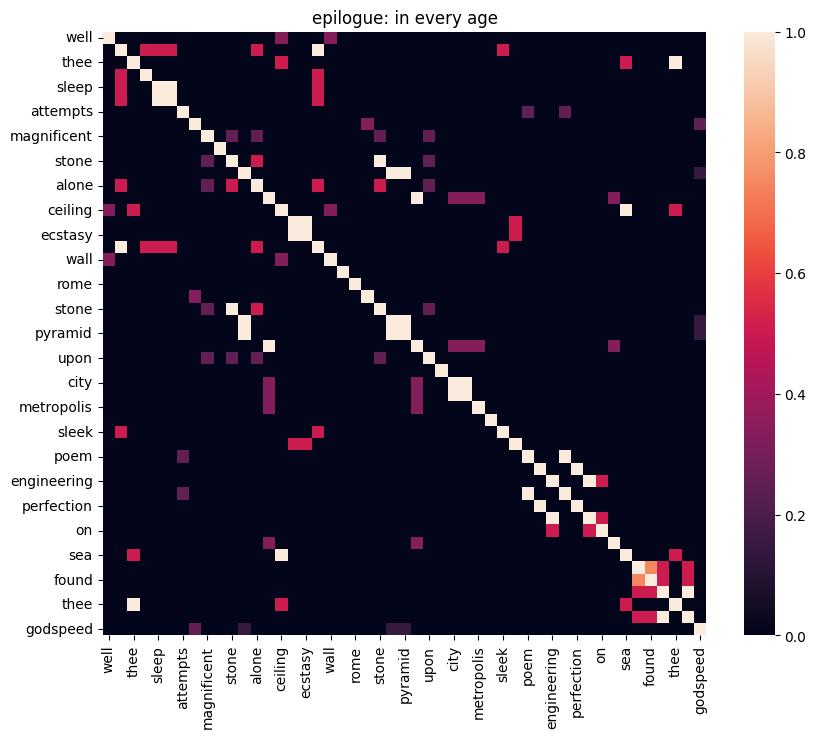 epilogue: in every age
well
thee
sleep
attempts
magnificent
stone
alone
ceiling
ecstasy
wall
rome
stone
pyramid
upon
city
metropolis
sleek
poem
engineering
perfection
on
sea
found
thee
godspeed
1.0
0.8
0.6
0.4
0.2
0.0
well
thee
sleep
attempts
magnificent
stone
alone
ceiling
ecstasy
wall
rome
stone
pyramid
upon
city
metropolis
sleek
poem
engineering
perfection
on
sea
found
thee
godspeed